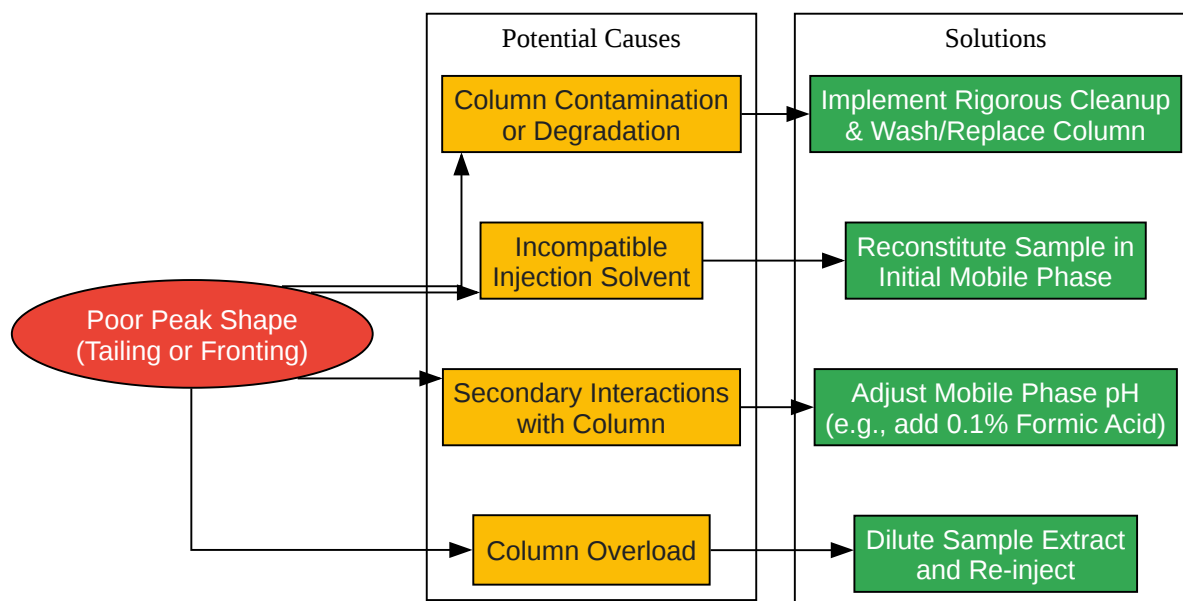 Potential Causes
Solutions
Column Contamination
or Degradation
Implement Rigorous Cleanup
& Wash/Replace Column
Incompatible
Injection Solvent
Reconstitute Sample in
Initial Mobile Phase
Poor Peak Shape
(Tailing or Fronting)
Secondary Interactions
with Column
Adjust Mobile Phase pH
(e.g., add 0.1% Formic Acid)
Column Overload
Dilute Sample Extract
and Re-inject